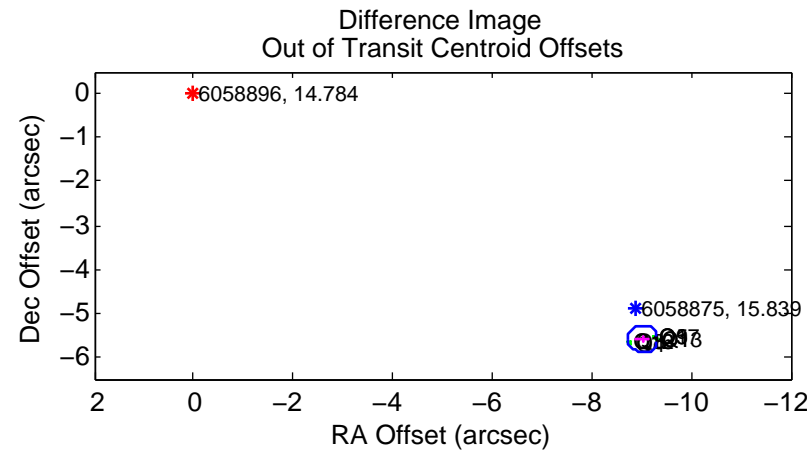 Difference Image
Out of Transit Centroid Offsets
0
−1
−2
−3
−4
−5
−6
Dec Offset (arcsec)
6058896, 14.784
6058875, 15.839
2 0 −2 −4 −6 −8 −10 −12
RA Offset (arcsec)